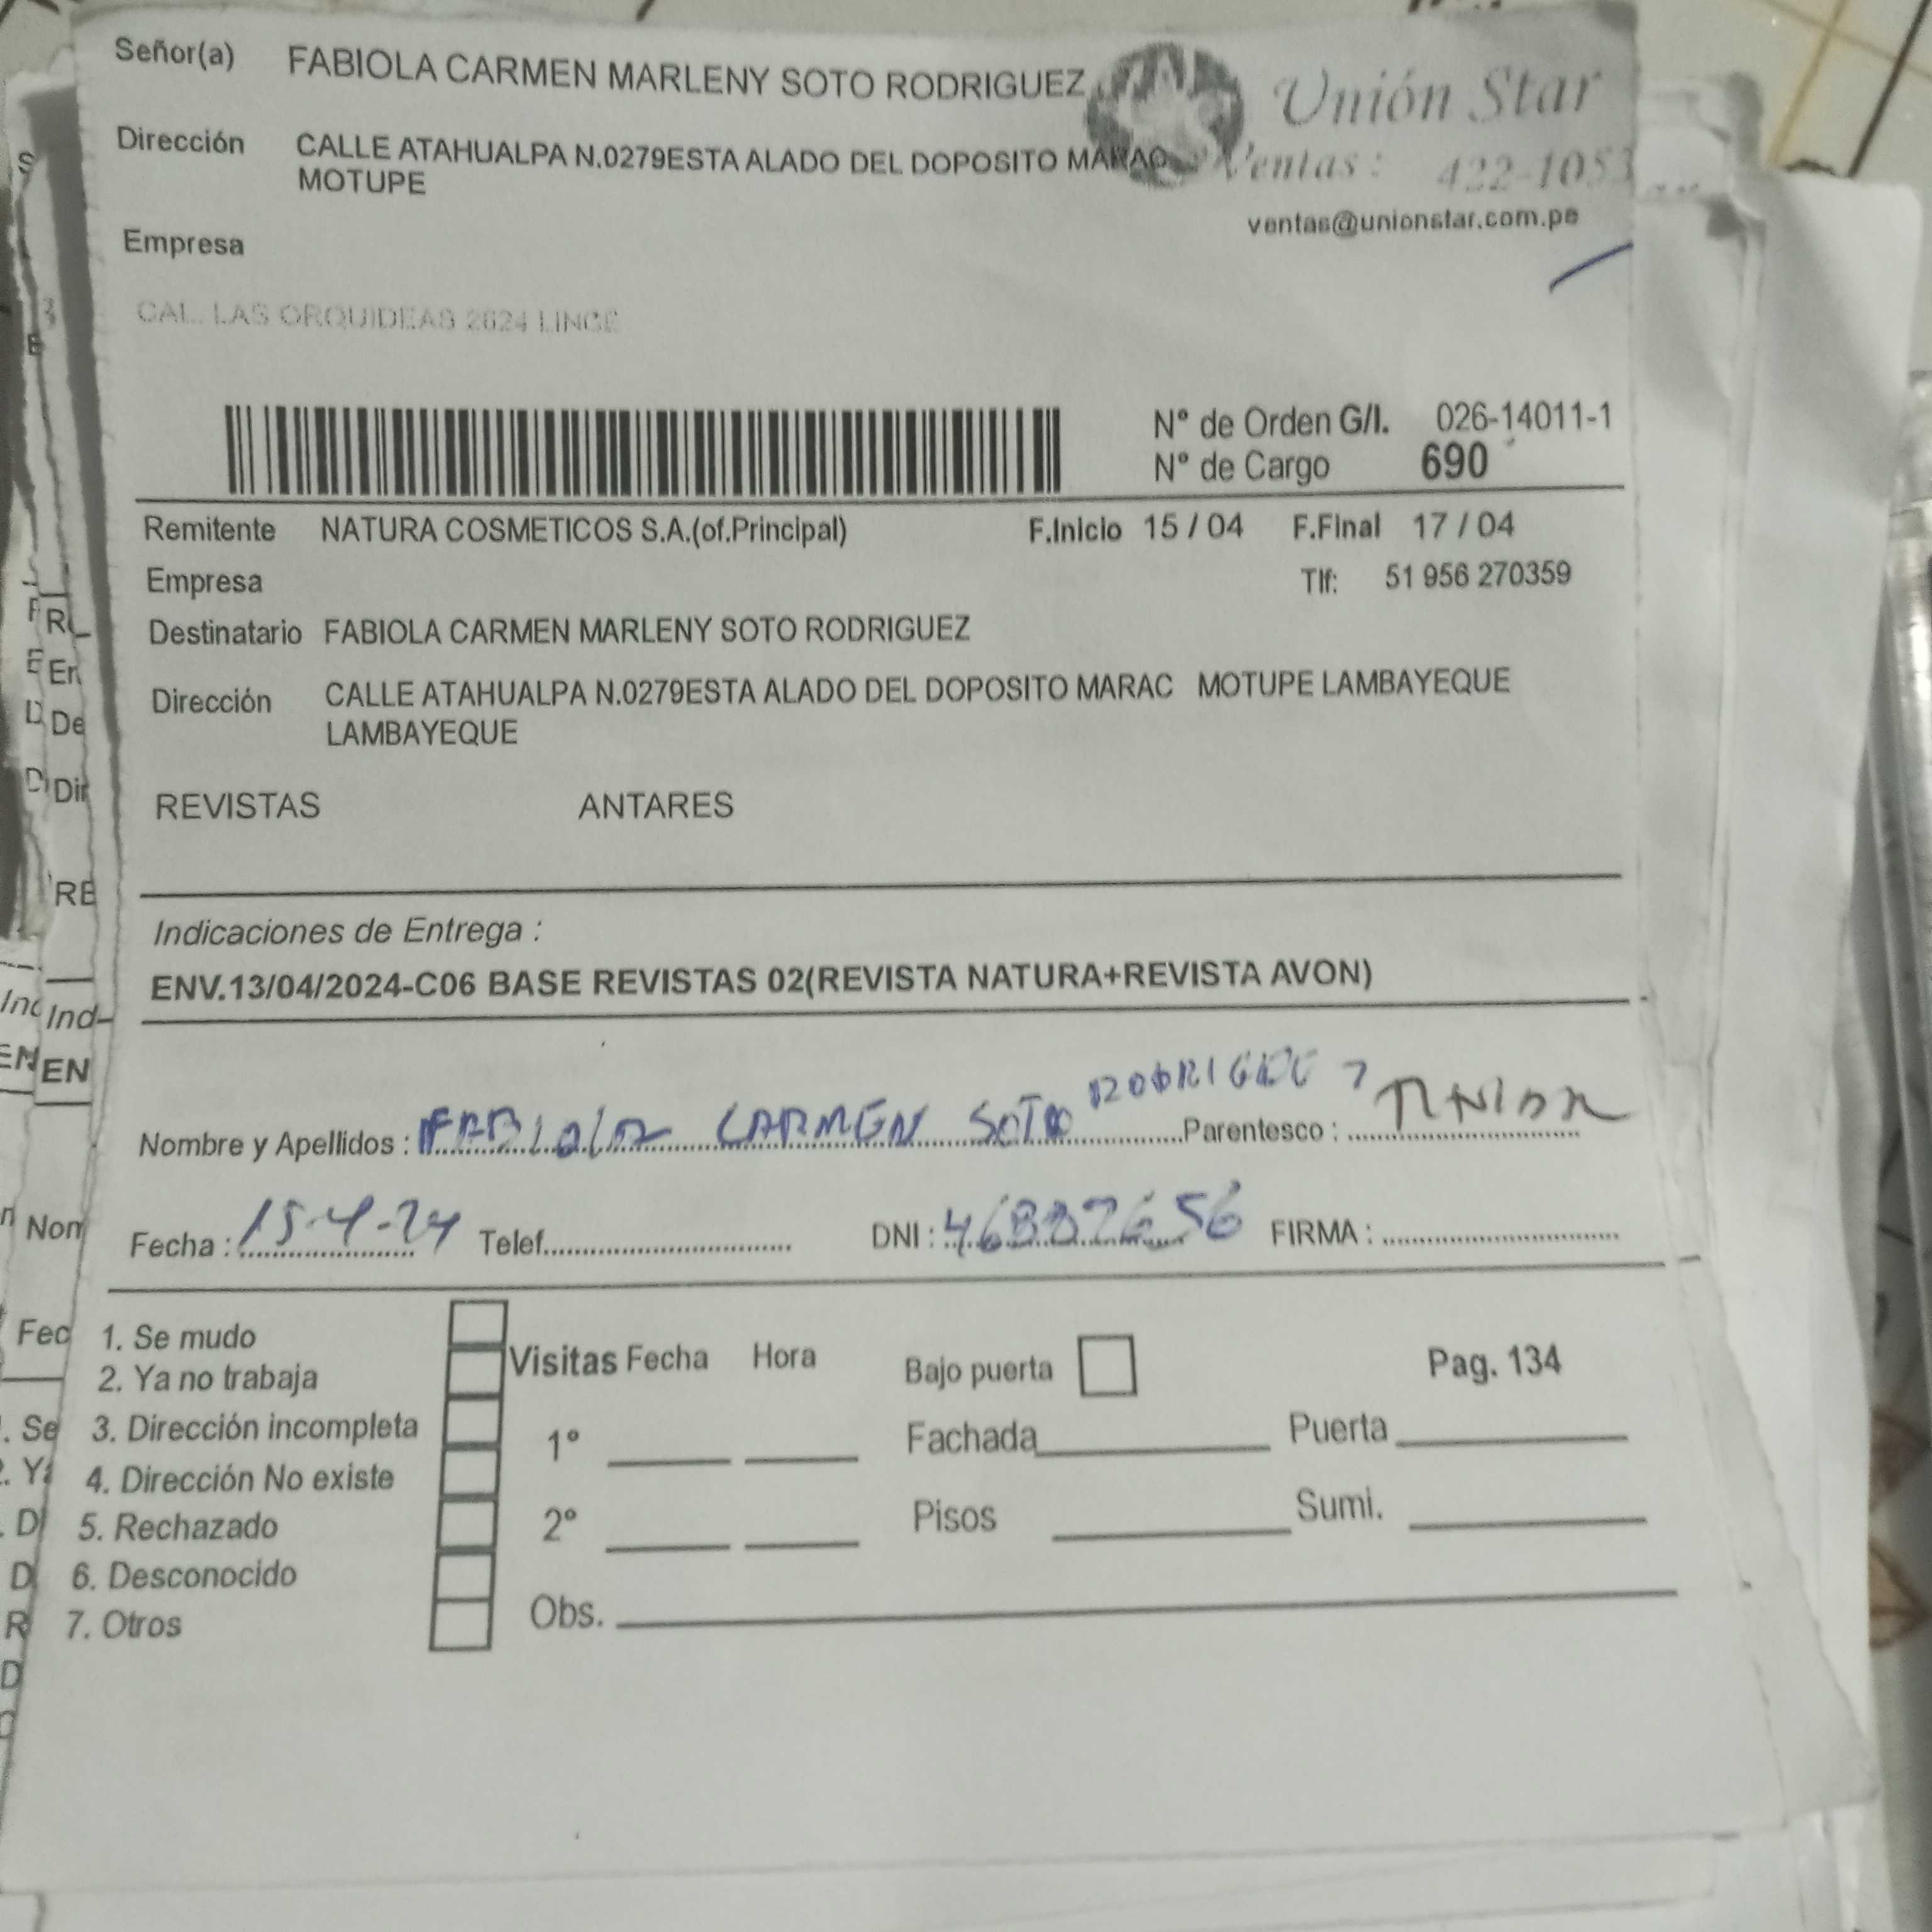 Señor(a) FABIOLA CARMEN MARLENY SOTO RODRIGUEZ
Unión Star
Dirección CALLE ATAHUALPA N.0279ESTA ALADO DEL DOPOSITO MARAC
MOTUPE
Ventas: 422-1053
ventas@unionstar.com.pe
Empresa
CAL. LAS ORQUIDEAS 2624 LINCE
N° de Orden G/I. 026-14011-1
N° de Cargo 690
Remitente NATURA COSMETICOS S.A.(of.Principal) F.Inicio 15 / 04 F.Final 17 / 04
Empresa Tlf: 51 956 270359
Destinatario FABIOLA CARMEN MARLENY SOTO RODRIGUEZ
Dirección CALLE ATAHUALPA N.0279ESTA ALADO DEL DOPOSITO MARAC MOTUPE LAMBAYEQUE
LAMBAYEQUE
REVISTAS ANTARES
Indicaciones de Entrega :
ENV.13/04/2024-C06 BASE REVISTAS 02(REVISTA NATURA+REVISTA AVON)
Nombre y Apellidos : FABIOLA CARMEN SOTO Parentesco :
Fecha : 15-4-24 Telef. DNI : FIRMA :
1. Se mudo
2. Ya no trabaja
3. Dirección incompleta
4. Dirección No existe
5. Rechazado
6. Desconocido
7. Otros
Visitas Fecha Hora
1°
2°
Obs.
Bajo puerta Pag. 134
Fachada Puerta
Pisos Sumi.